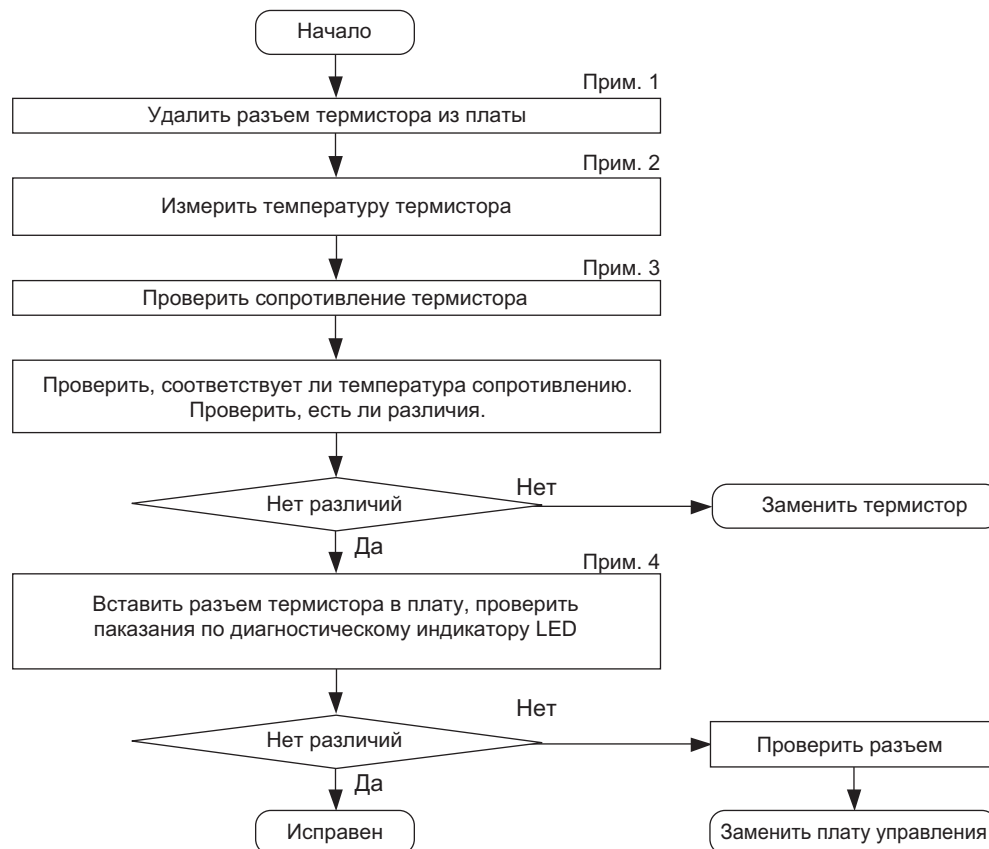 Начало
Прим. 1
Удалить разъем термистора из платы
Прим. 2
Измерить температуру термистора
Прим. 3
Проверить сопротивление термистора
Проверить, соответствует ли температура сопротивлению.
Проверить, есть ли различия.
Нет различий
Нет
Заменить термистор
Да
Прим. 4
Вставить разъем термистора в плату, проверить
паказания по диагностическому индикатору LED
Нет различий
Нет
Проверить разъем
Да
Исправен
Заменить плату управления